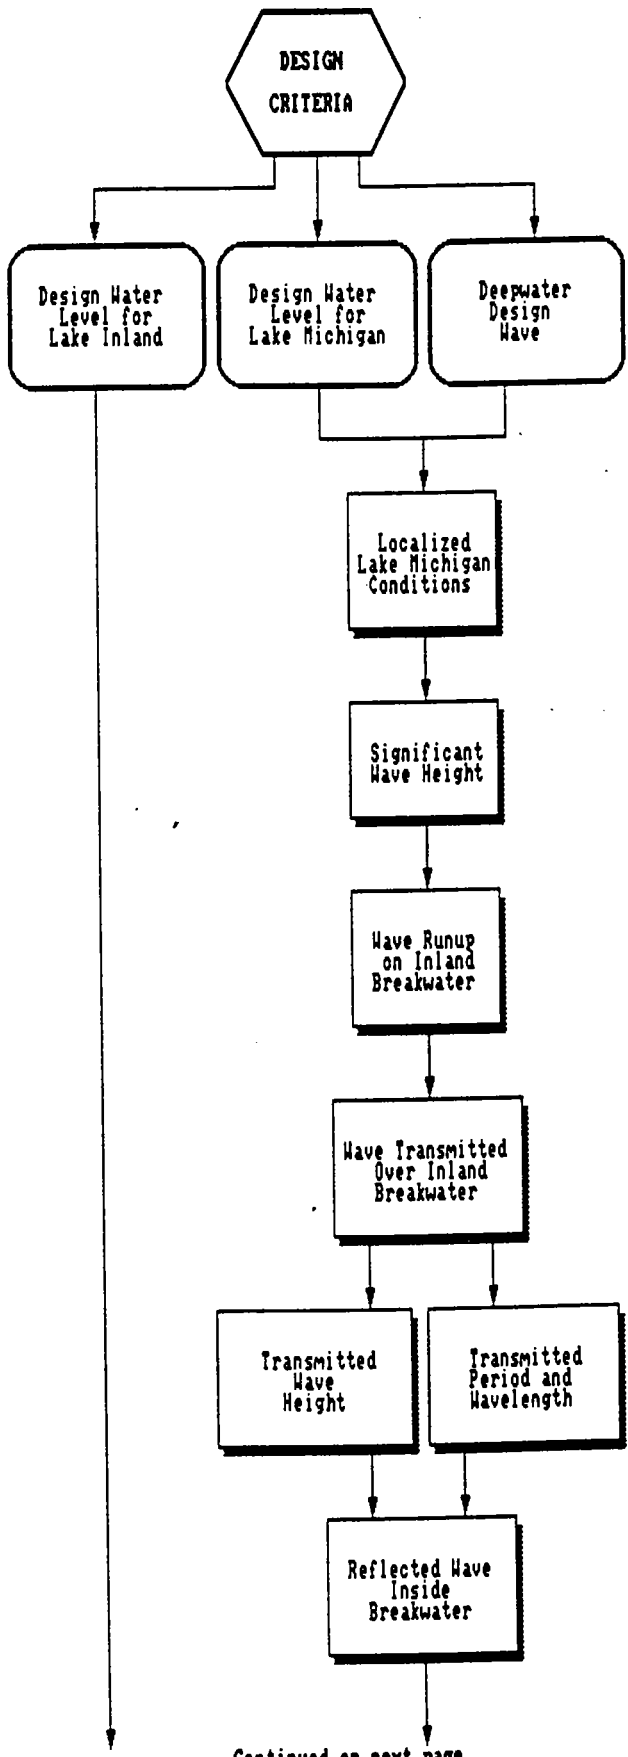 DESIGN
CRITERIA
Design Water
Level for
Lake Inland
Design Water
Level for
Lake Michigan
Deepwater
Design
Wave
Localized
Lake Michigan
Conditions
Significant
Wave Height
Wave Runup
on Inland
Breakwater
Wave Transmitted
Over Inland
Breakwater
Transmitted
Wave
Height
Transmitted
Period and
Wavelength
Reflected Wave
Inside
Breakwater
Continued on next page